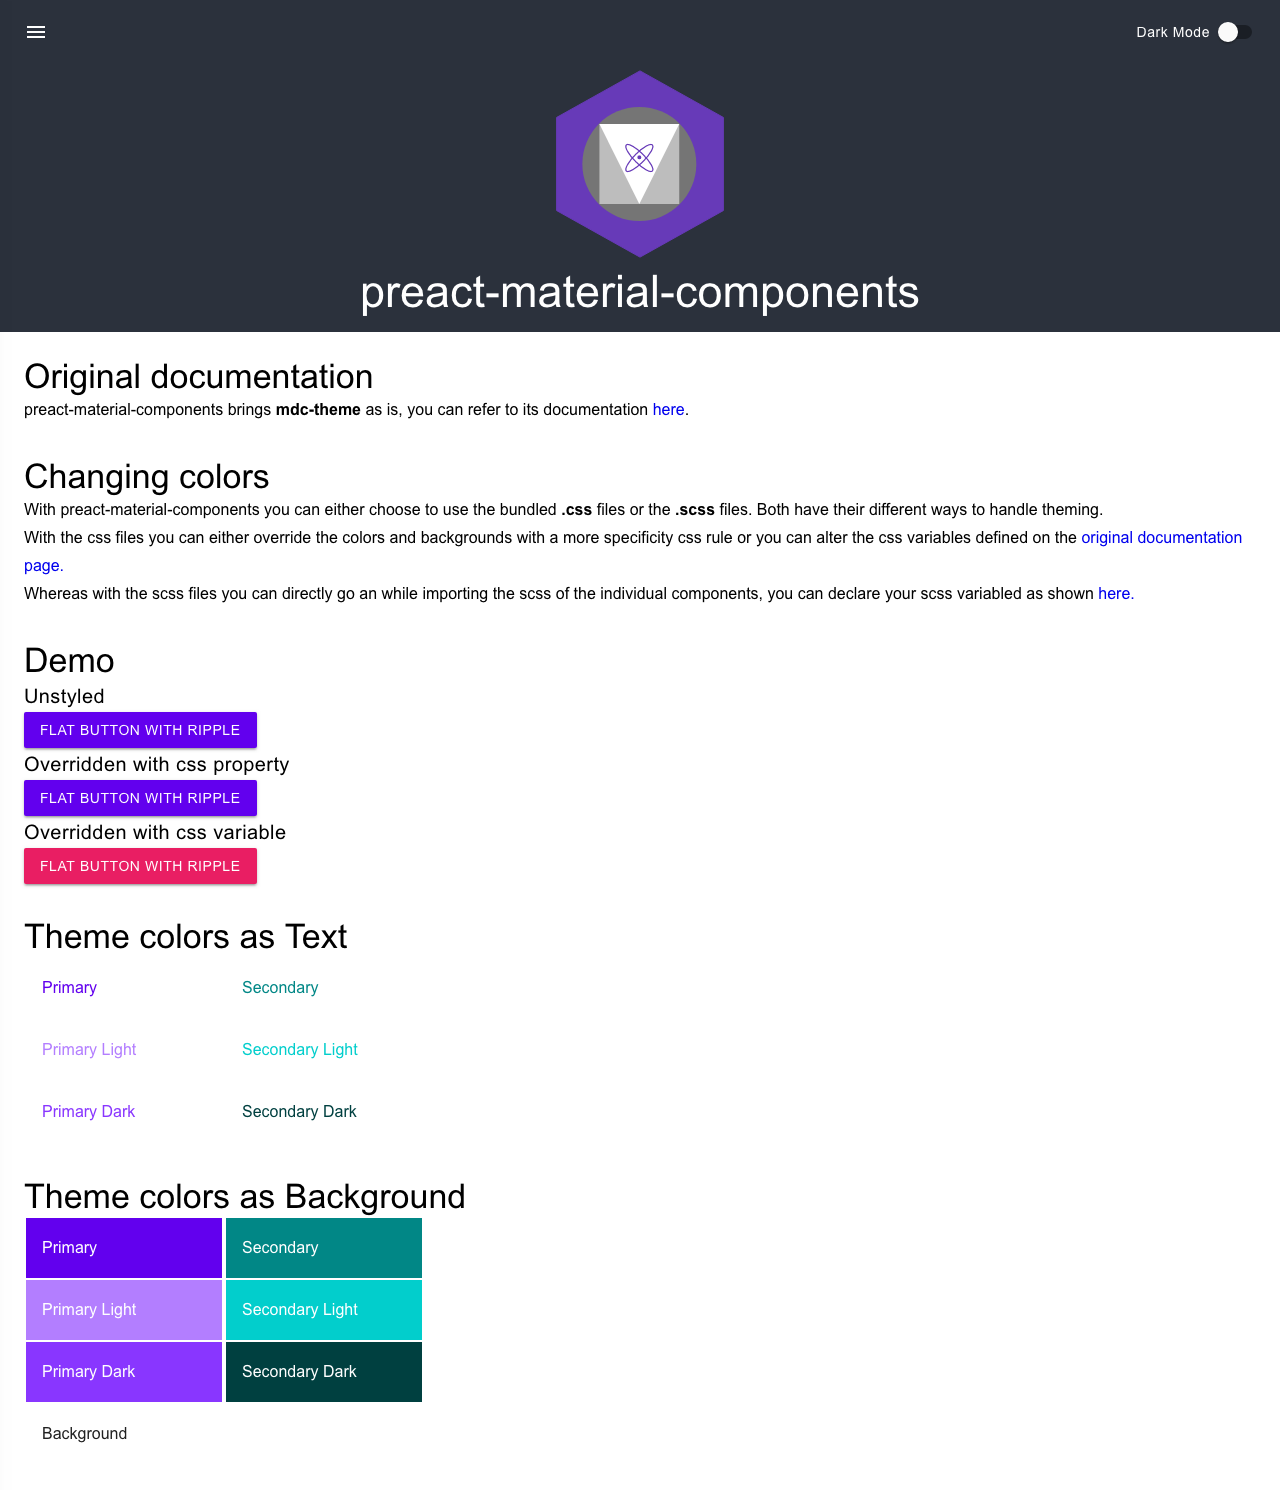 Dark Mode
preact-material-components
Original documentation
preact-material-components brings mdc-theme as is, you can refer to its documentation here.
Changing colors
With preact-material-components you can either choose to use the bundled .css files or the .scss files. Both have their different ways to handle theming.
With the css files you can either override the colors and backgrounds with a more specificity css rule or you can alter the css variables defined on the original documentation
page.
Whereas with the scss files you can directly go an while importing the scss of the individual components, you can declare your scss variabled as shown here.
Demo
Unstyled
FLAT BUTTON WITH RIPPLE
Overridden with css property
FLAT BUTTON WITH RIPPLE
Overridden with css variable
FLAT BUTTON WITH RIPPLE
Theme colors as Text
Primary Secondary
Primary Light Secondary Light
Primary Dark Secondary Dark
Theme colors as Background
Primary Secondary
Primary Light Secondary Light
Primary Dark Secondary Dark
Background